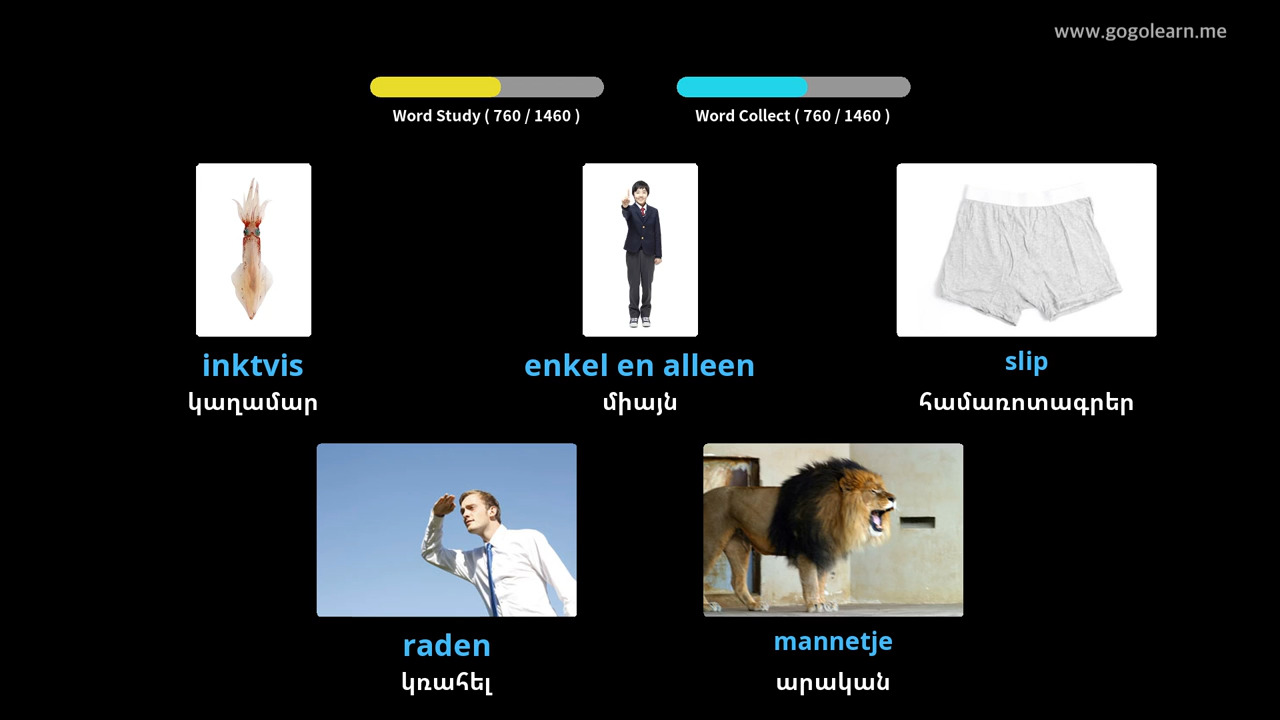 www.gogolearn.me
Word Study ( 760 / 1460 )
Word Collect ( 760 / 1460 )
inktvis
կաղամար
enkel en alleen
միայն
slip
համառոտագրեր
raden
կռահել
mannetje
արական